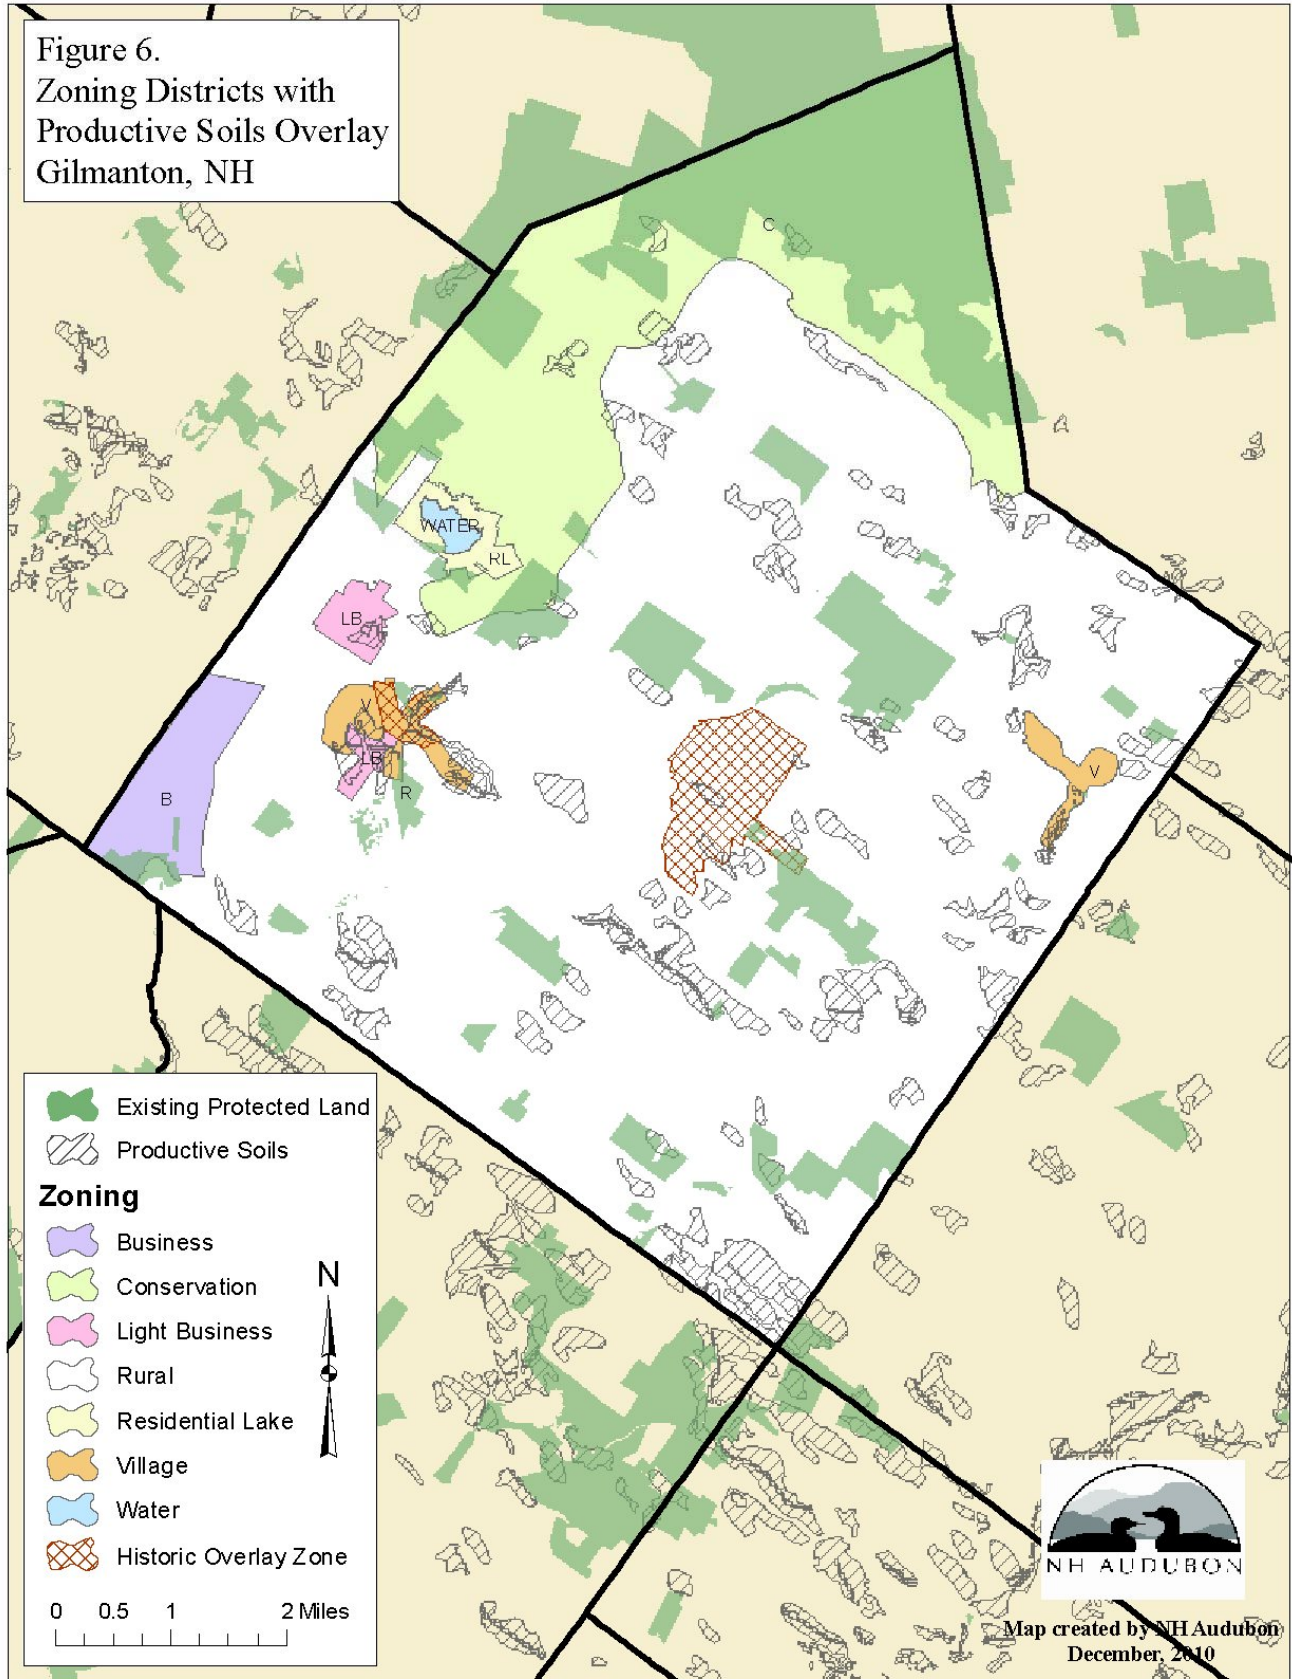 Figure 6.
Zoning Districts with
Productive Soils Overlay
Gilmanton, NH
C
WATER
RL
LB
V
LB
R
B
V
Existing Protected Land
Productive Soils
Zoning
Business
Conservation
Light Business
Rural
Residential Lake
Village
Water
Historic Overlay Zone
N
0 0.5 1 2 Miles
NH AUDUBON
Map created by NH Audubon
December, 2010